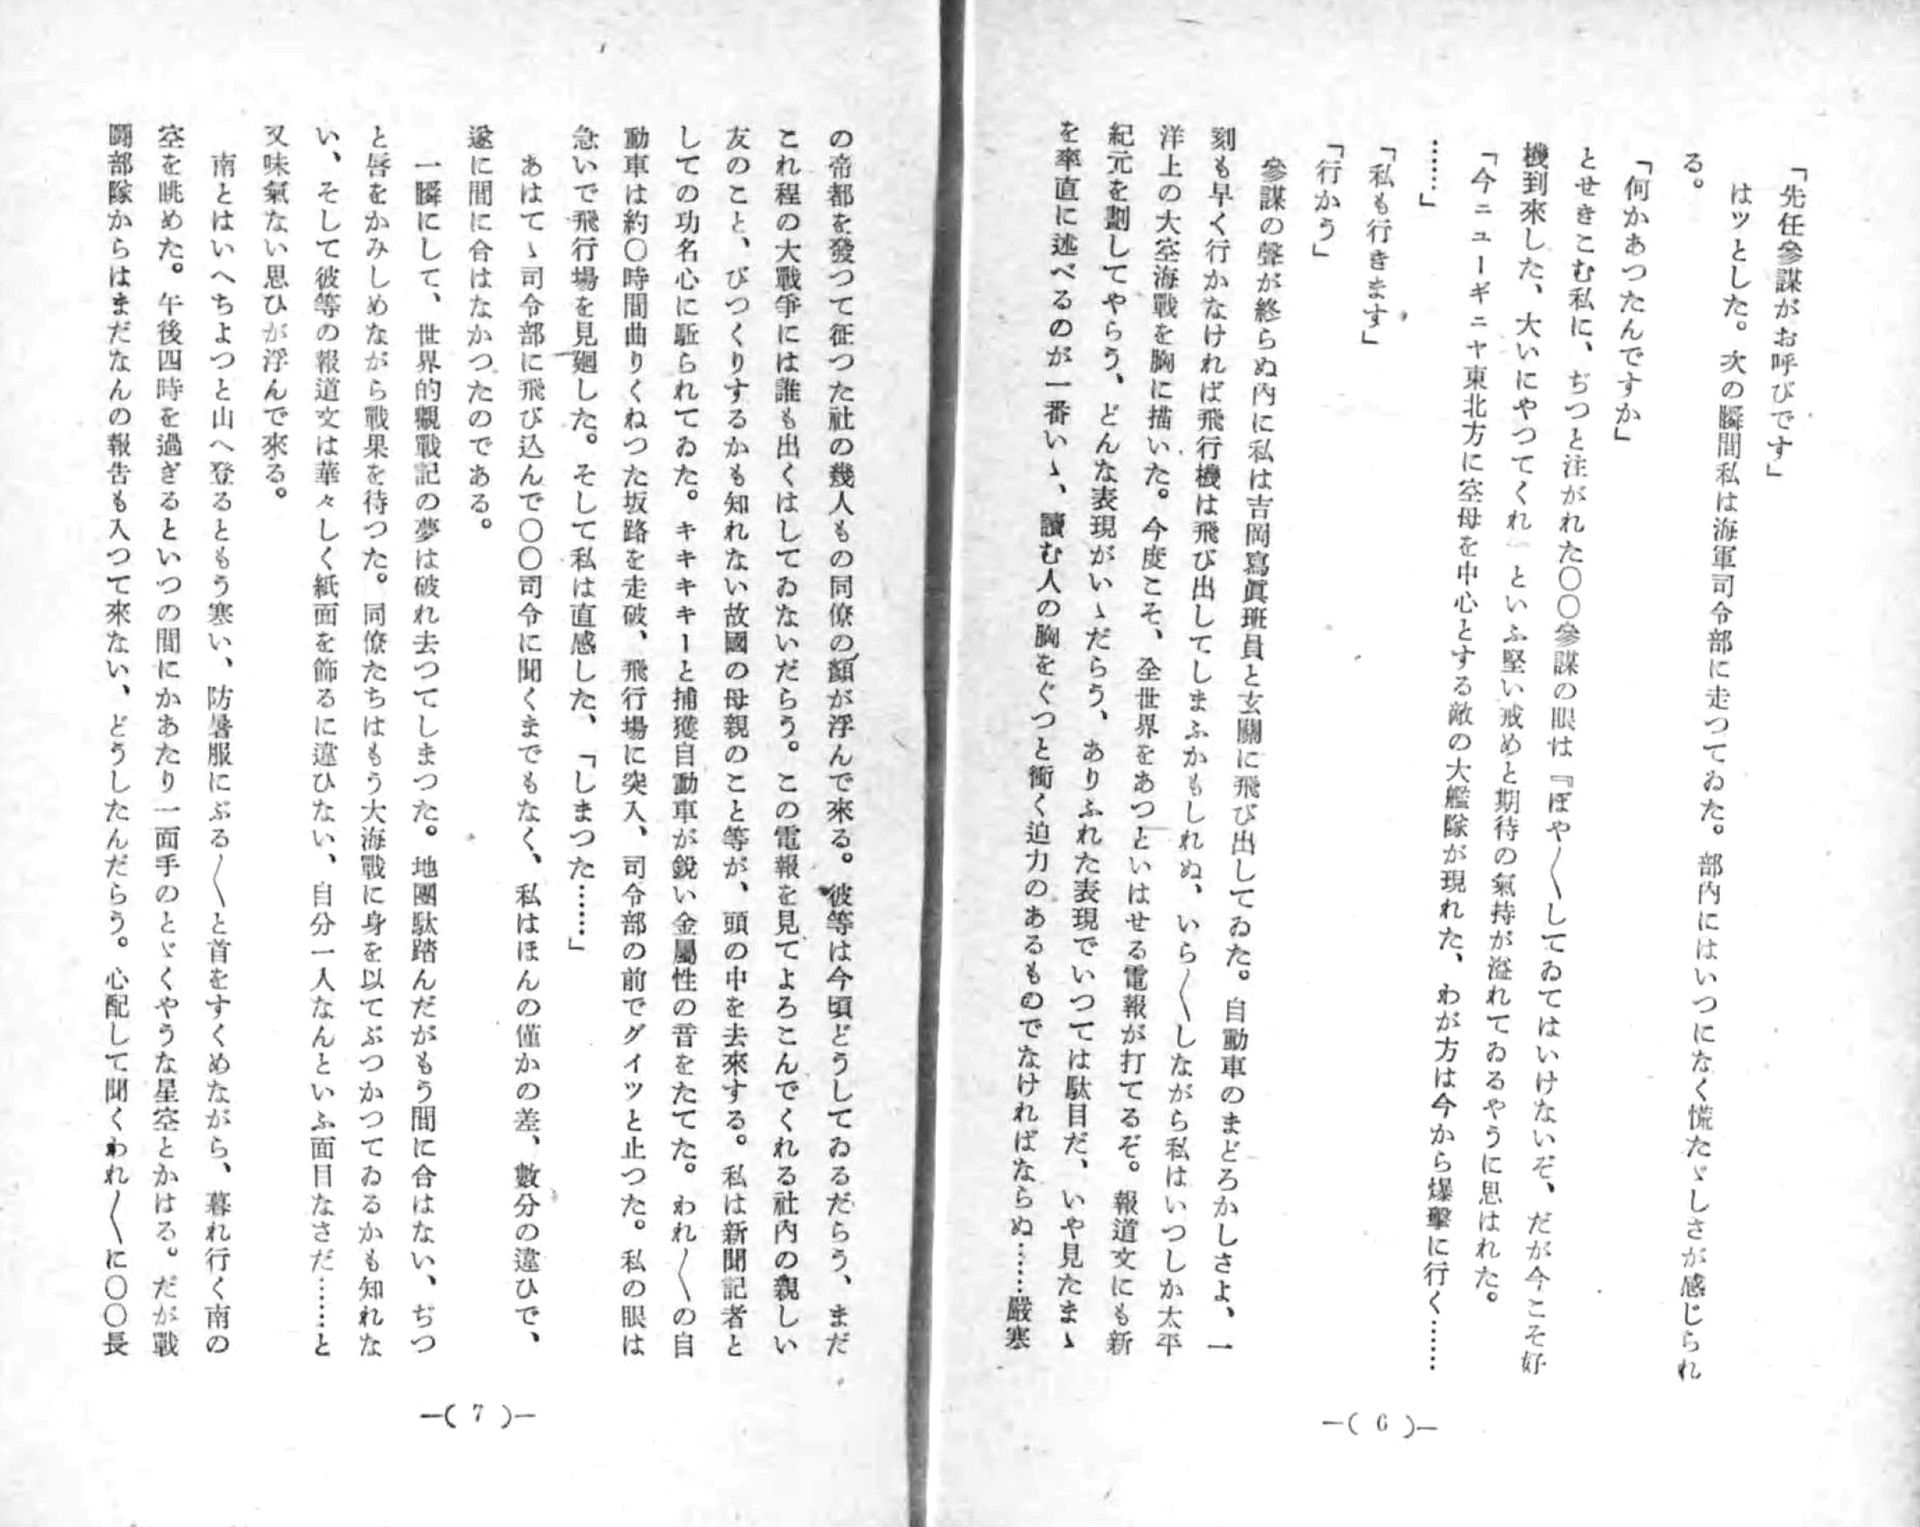 「先任參謀がお呼びです」
はッとした。次の瞬間私は海軍司令部に走つてゐた。部内にはいつになく慌たゞしさが感じられ
る。
「何かあつたんですか」
とせきこむ私に、ぢつと注がれた〇〇參謀の眼は『ぼや〳〵してゐてはいけないぞ、だが今こそ好
機到來した、大いにやつてくれ』といふ堅い戒めと期待の氣持が溢れてゐるやうに思はれた。
「今ニューギニヤ東北方に空母を中心とする敵の大艦隊が現れた、わが方は今から爆擊に行く……
……」
「私も行きます」
「行かう」
參謀の聲が終らぬ内に私は吉岡寫眞班員と玄關に飛び出してゐた。自動車のまどろかしさよ、一
刻も早く行かなければ飛行機は飛び出してしまふかもしれぬ、いら〳〵しながら私はいつしか太平
洋上の大空海戰を胸に描いた。今度こそ、全世界をあつといはせる電報が打てるぞ。報道文にも新
紀元を劃してやらう、どんな表現がいゝだらう、ありふれた表現でいつては駄目だ、いや見たまゝ
を率直に述べるのが一番いゝ、讀む人の胸をぐつと衝く迫力のあるものでなければならぬ……嚴寒
—( 6 )—
の帝都を發つて征つた社の幾人もの同僚の顏が浮んで來る。彼等は今頃どうしてゐるだらう、まだ
これ程の大戰爭には誰も出くはしてゐないだらう。この電報を見てよろこんでくれる社内の親しい
友のこと、びつくりするかも知れない故國の母親のこと等が、頭の中を去來する。私は新聞記者と
しての功名心に駈られてゐた。キキキキーと捕獲自動車が鋭い金屬性の音をたてた。われ〳〵の自
動車は約〇時間曲りくねつた坂路を走破、飛行場に突入、司令部の前でグイツと止つた。私の眼は
急いで飛行場を見廻した。そして私は直感した、「しまつた……」
あはてゝ司令部に飛び込んで〇〇司令に聞くまでもなく、私はほんの僅かの差、數分の違ひで、
遂に間に合はなかつたのである。
一瞬にして、世界的觀戰記の夢は破れ去つてしまつた。地團駄踏んだがもう間に合はない、ぢつ
と唇をかみしめながら戰果を待つた。同僚たちはもう大海戰に身を以てぶつかつてゐるかも知れな
い、そして彼等の報道文は華々しく紙面を飾るに違ひない、自分一人なんといふ面目なさだ……と
又味氣ない思ひが浮んで來る。
南とはいへちよつと山へ登るともう寒い、防暑服にぶる〳〵と首をすくめながら、暮れ行く南の
空を眺めた。午後四時を過ぎるといつの間にかあたり一面手のとゞくやうな星空とかはる。だが戰
鬪部隊からはまだなんの報告も入つて來ない、どうしたんだらう。心配して聞くわれ〳〵に〇〇長
—( 7 )—